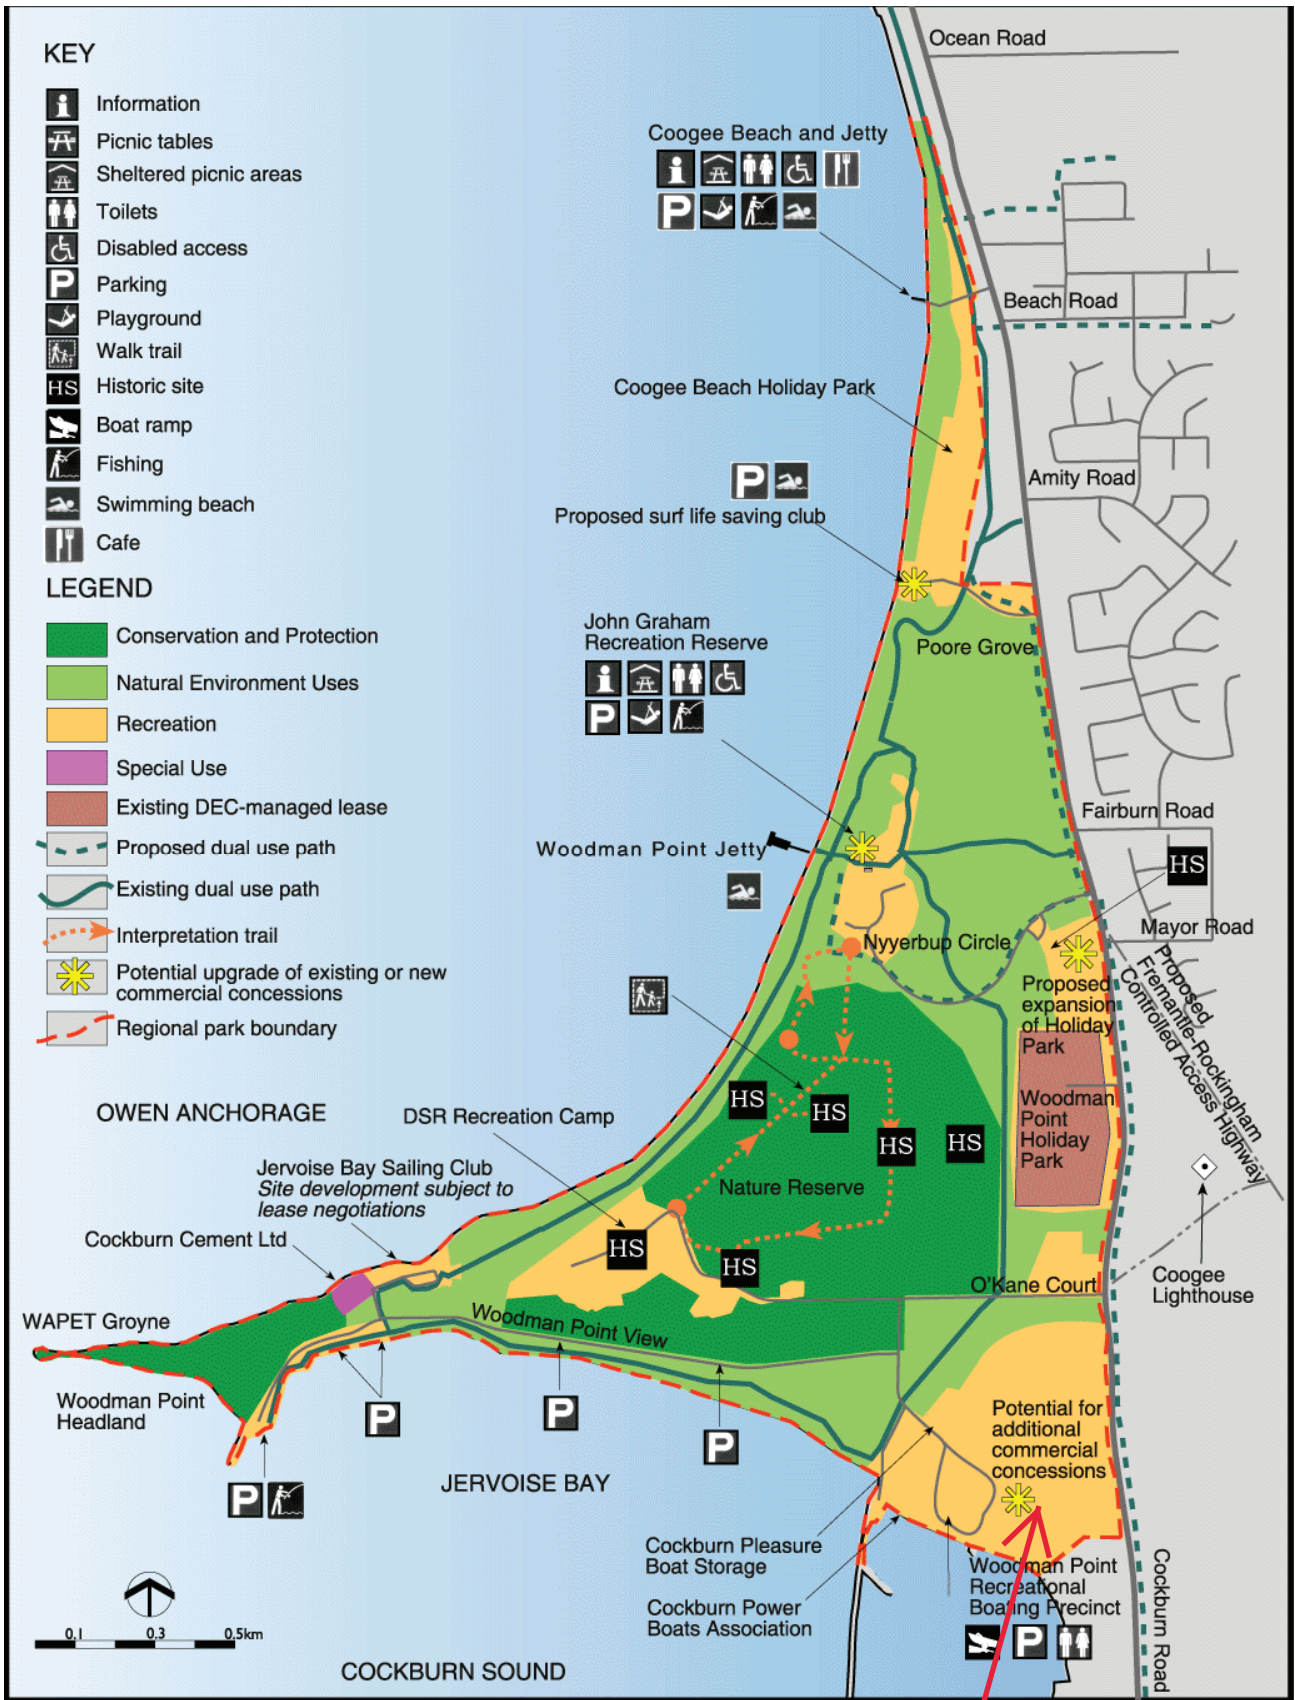 KEY
Information
Picnic tables
Sheltered picnic areas
Toilets
Disabled access
P
Parking
Playground
Walk trail
HS
Historic site
Boat ramp
Fishing
Swimming beach
Cafe
LEGEND
Conservation and Protection
Natural Environment Uses
Recreation
Special Use
Existing DEC-managed lease
Proposed dual use path
Existing dual use path
Interpretation trail
Potential upgrade of existing or new
commercial concessions
Regional park boundary
Ocean Road
Coogee Beach and Jetty
P
Beach Road
Coogee Beach Holiday Park
Amity Road
P
Proposed surf life saving club
John Graham
Recreation Reserve
P
Poore Grove
Fairburn Road
Woodman Point Jetty
HS
Mayor Road
Nyyerbup Circle
Proposed
Fremantle-Rockingham
Controlled Access Highway
Proposed
expansion
of Holiday
Park
Woodman
Point
Holiday
Park
HS
HS
HS
HS
Nature Reserve
OWEN ANCHORAGE
DSR Recreation Camp
Jervoise Bay Sailing Club
Site development subject to
lease negotiations
Cockburn Cement Ltd
HS
HS
O'Kane Court
Coogee
Lighthouse
WAPET Groyne
Woodman Point View
Woodman Point
Headland
P
P
P
P
Potential for
additional
commercial
concessions
JERVOISE BAY
Cockburn Pleasure
Boat Storage
Cockburn Power
Boats Association
Woodman Point
Recreational
Boating Precinct
P
Cockburn Road
0.1 0.3 0.5km
COCKBURN SOUND